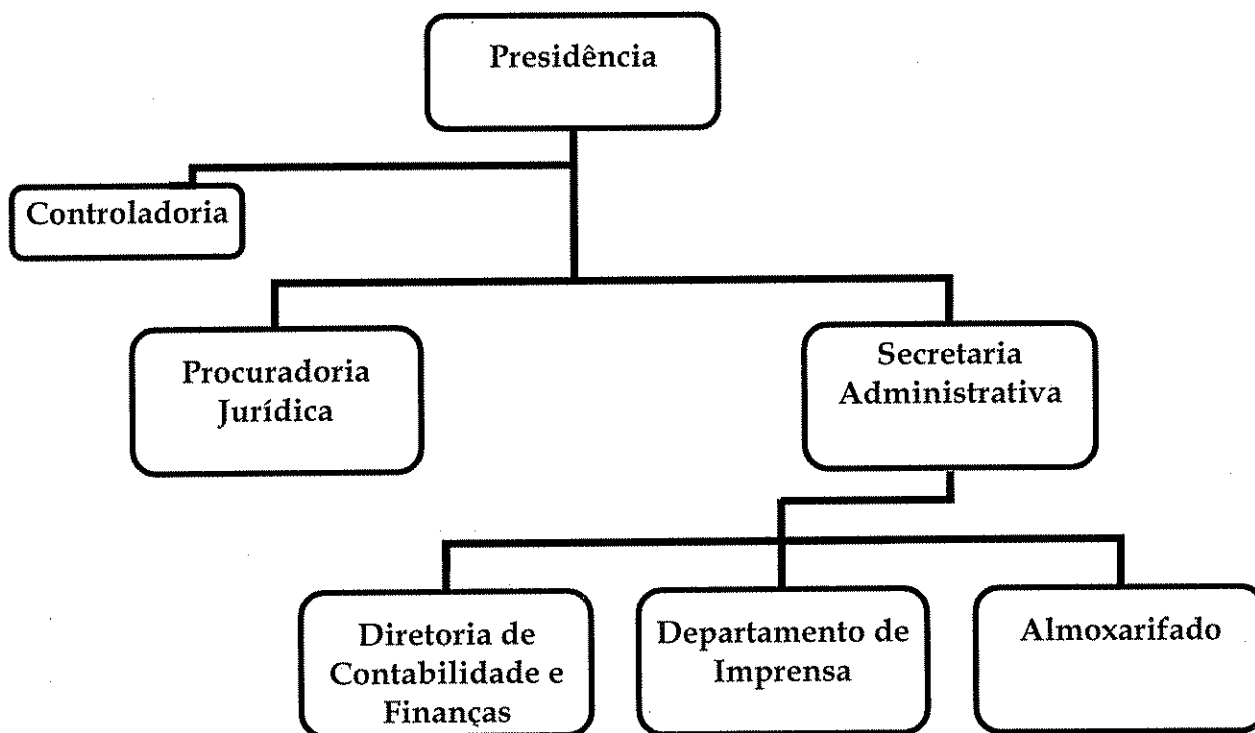 Presidência
Controladoria
Procuradoria
Jurídica
Secretaria
Administrativa
Diretoria de
Contabilidade e
Finanças
Departamento de
Imprensa
Almoxarifado